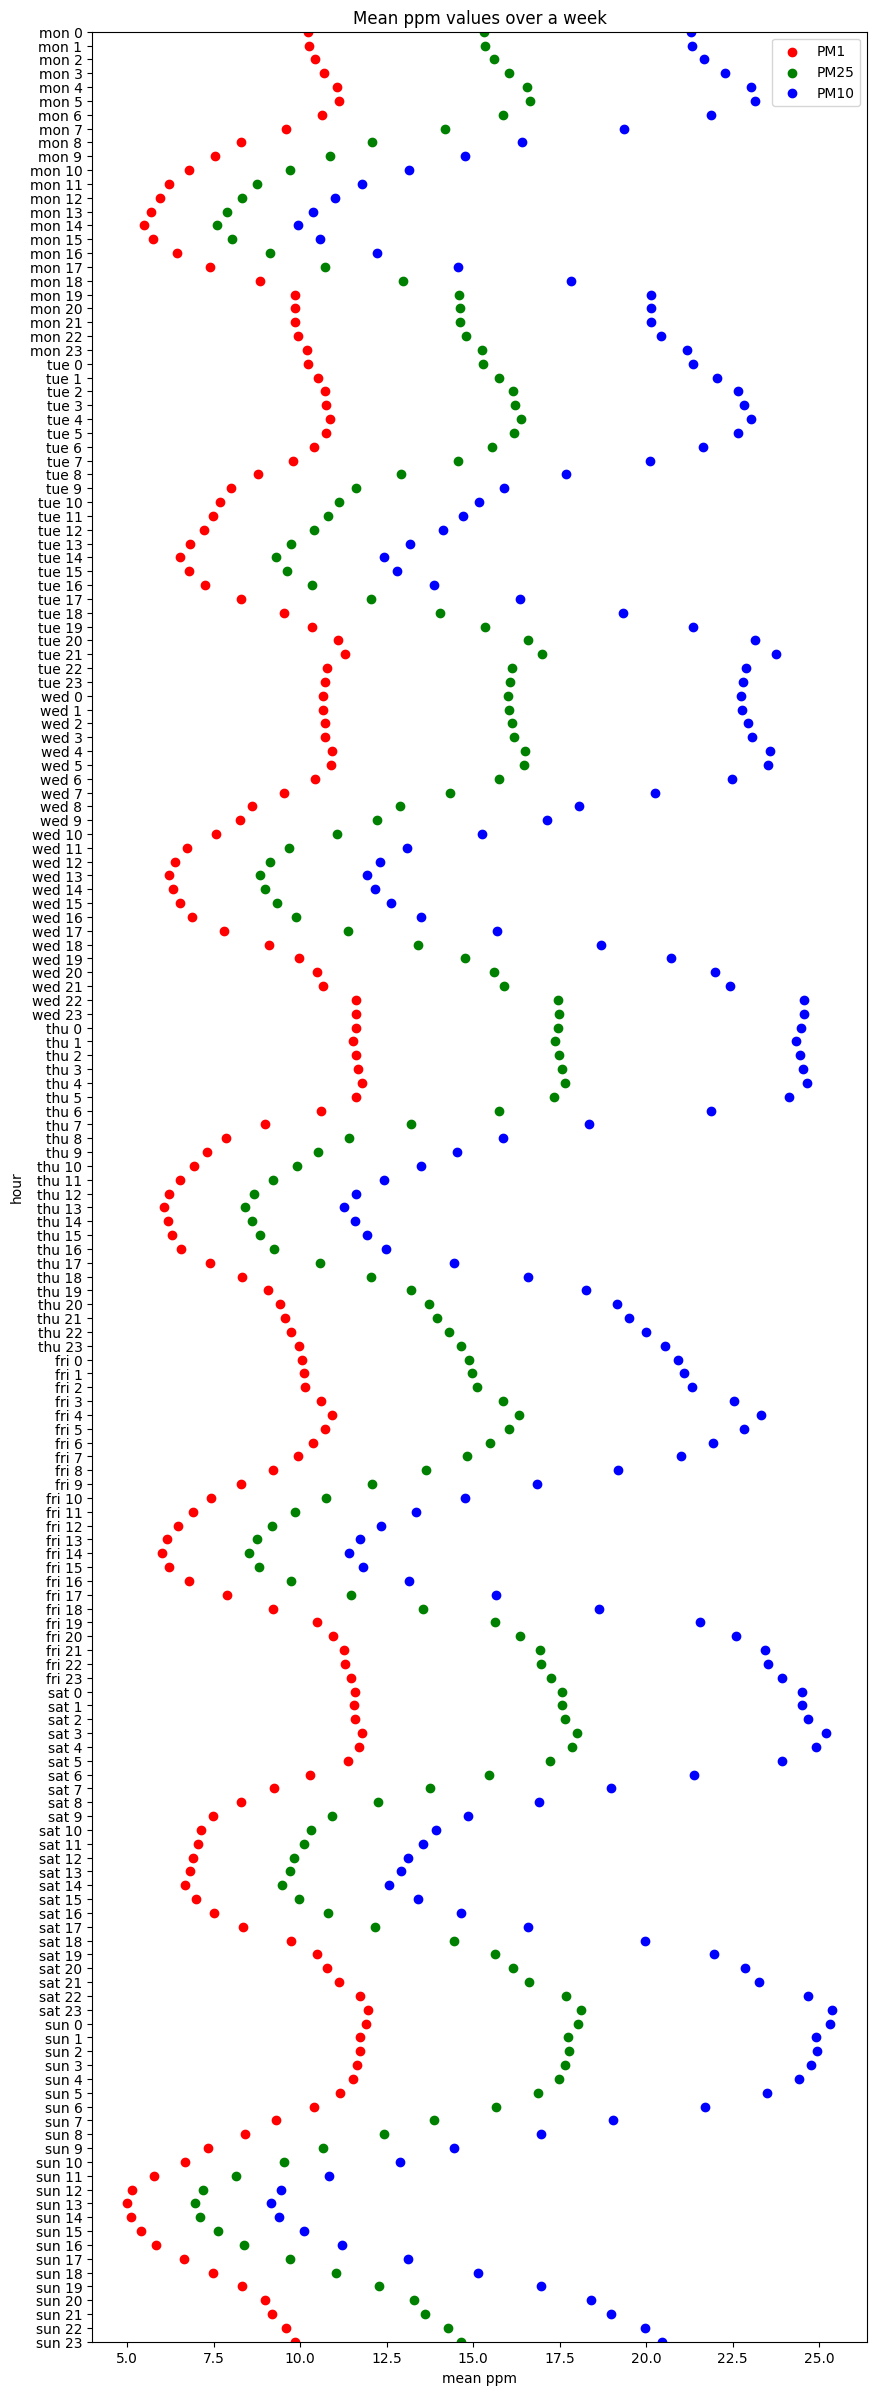 Mean ppm values over a week
PM1
PM25
PM10
mon 0
mon 1
mon 2
mon 3
mon 4
mon 5
mon 6
mon 7
mon 8
mon 9
mon 10
mon 11
mon 12
mon 13
mon 14
mon 15
mon 16
mon 17
mon 18
mon 19
mon 20
mon 21
mon 22
mon 23
tue 0
tue 1
tue 2
tue 3
tue 4
tue 5
tue 6
tue 7
tue 8
tue 9
tue 10
tue 11
tue 12
tue 13
tue 14
tue 15
tue 16
tue 17
tue 18
tue 19
tue 20
tue 21
tue 22
tue 23
wed 0
wed 1
wed 2
wed 3
wed 4
wed 5
wed 6
wed 7
wed 8
wed 9
wed 10
wed 11
wed 12
wed 13
wed 14
wed 15
wed 16
wed 17
wed 18
wed 19
wed 20
wed 21
wed 22
wed 23
thu 0
thu 1
thu 2
thu 3
thu 4
thu 5
thu 6
thu 7
thu 8
thu 9
thu 10
thu 11
thu 12
thu 13
thu 14
thu 15
thu 16
thu 17
thu 18
thu 19
thu 20
thu 21
thu 22
thu 23
fri 0
fri 1
fri 2
fri 3
fri 4
fri 5
fri 6
fri 7
fri 8
fri 9
fri 10
fri 11
fri 12
fri 13
fri 14
fri 15
fri 16
fri 17
fri 18
fri 19
fri 20
fri 21
fri 22
fri 23
sat 0
sat 1
sat 2
sat 3
sat 4
sat 5
sat 6
sat 7
sat 8
sat 9
sat 10
sat 11
sat 12
sat 13
sat 14
sat 15
sat 16
sat 17
sat 18
sat 19
sat 20
sat 21
sat 22
sat 23
sun 0
sun 1
sun 2
sun 3
sun 4
sun 5
sun 6
sun 7
sun 8
sun 9
sun 10
sun 11
sun 12
sun 13
sun 14
sun 15
sun 16
sun 17
sun 18
sun 19
sun 20
sun 21
sun 22
sun 23
hour
5.0 7.5 10.0 12.5 15.0 17.5 20.0 22.5 25.0
mean ppm